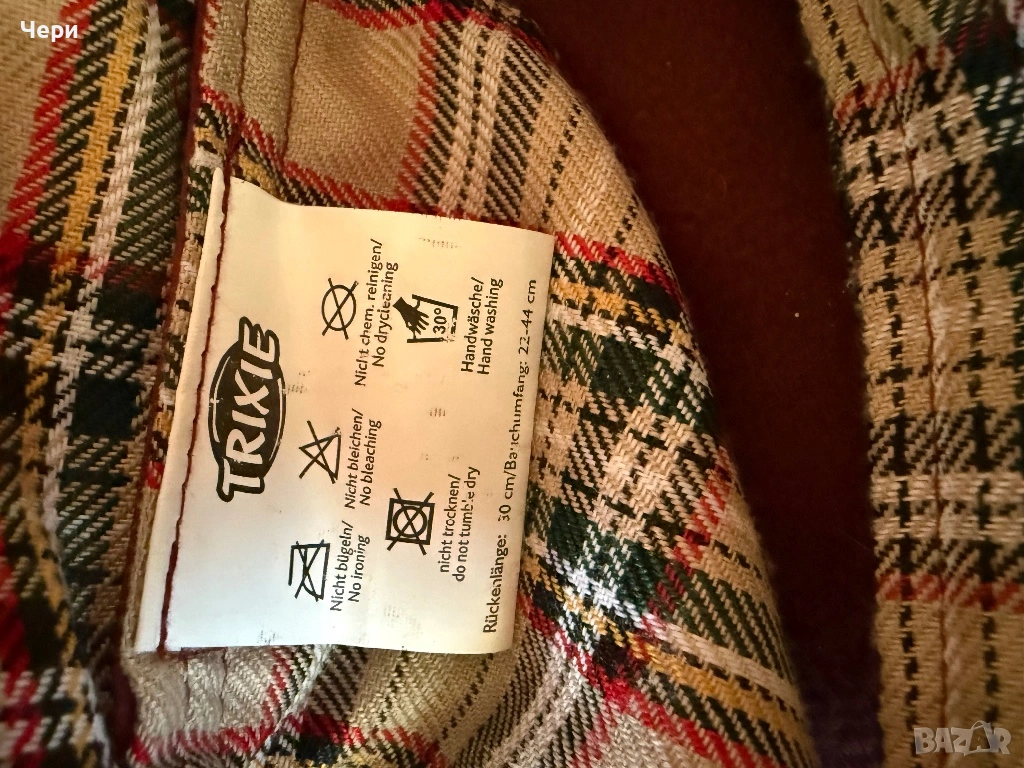 Чери
TRIXIE
Nicht bügeln/
No ironing
Nicht bleichen/
No bleaching
Nicht chem. reinigen/
No drycleaning
nicht trocknen/
do not tumble dry
30°
Handwäsche/
Hand washing
Rückenlänge: 30 cm/Bauchumfang: 22-44 cm
BAZAR